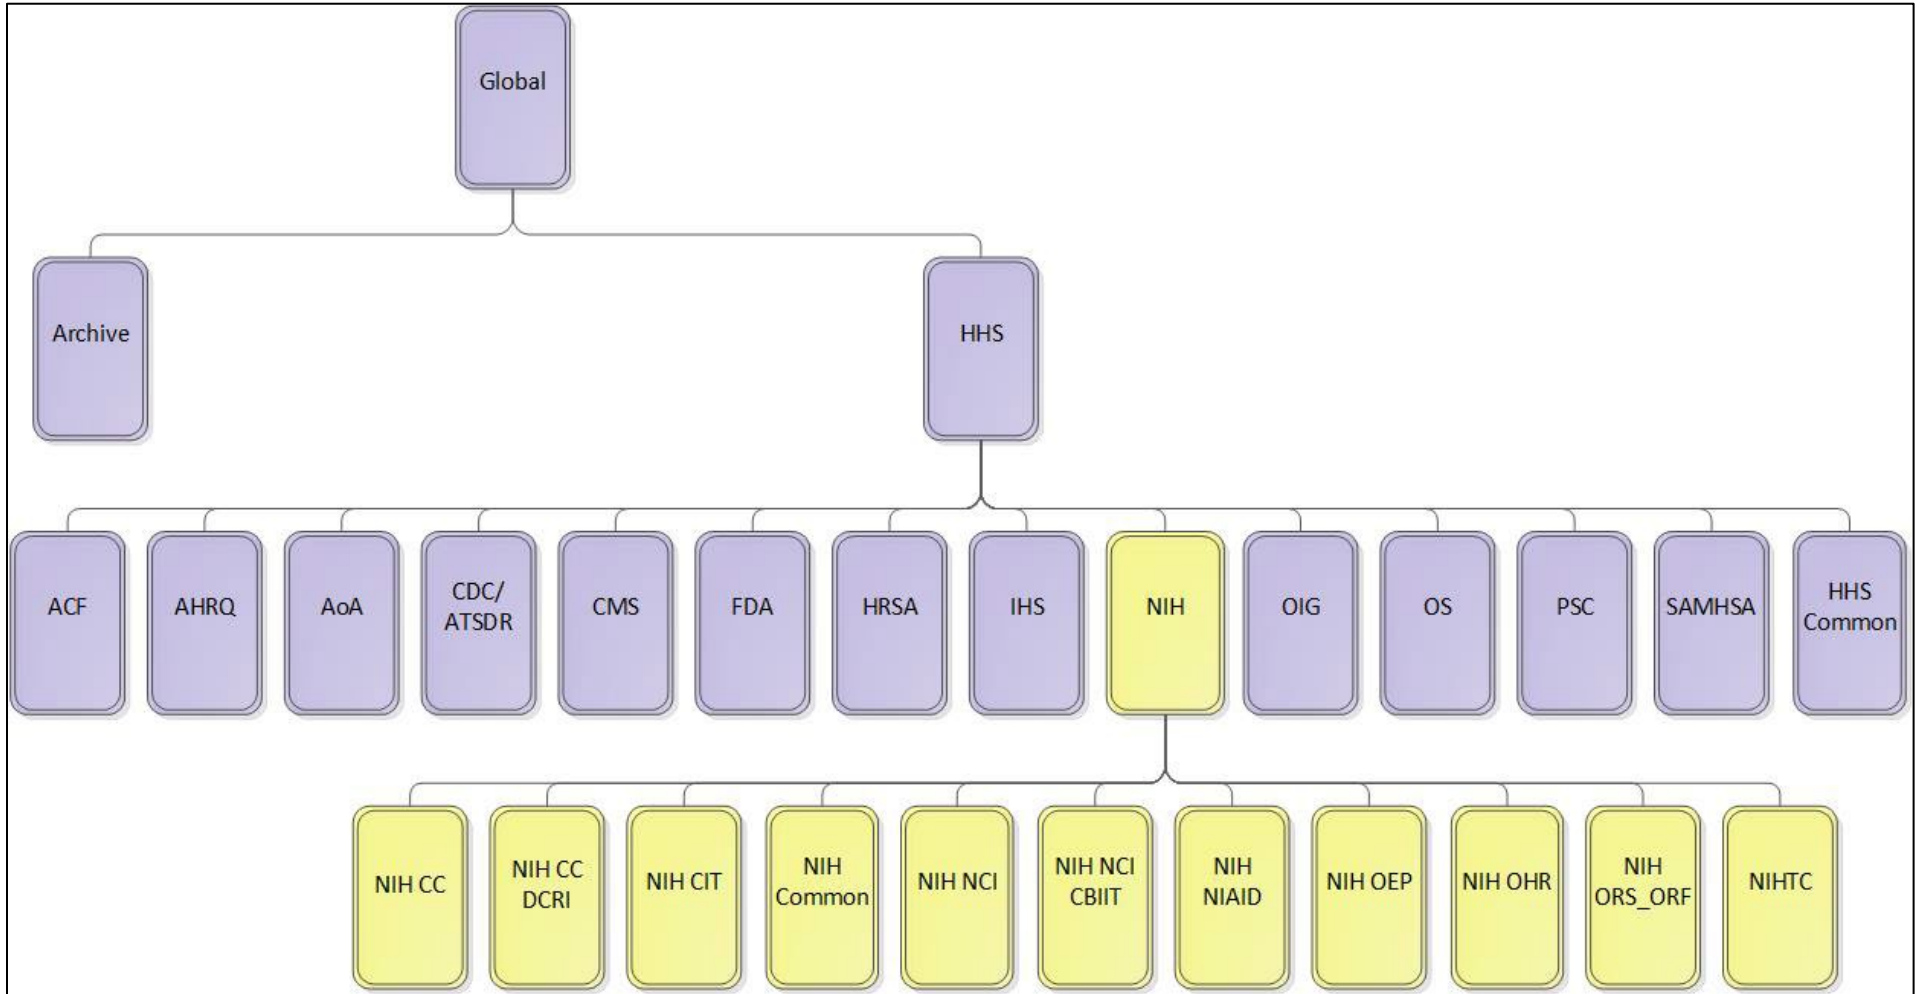 Global
Archive
HHS
ACF
AHRQ
AoA
CDC/
ATSDR
CMS
FDA
HRSA
IHS
NIH
OIG
OS
PSC
SAMHSA
HHS
Common
NIH CC
NIH CC
DCRI
NIH CIT
NIH
Common
NIH NCI
NIH NCI
CBIIT
NIH
NIAID
NIH OEP
NIH OHR
NIH
ORS_ORF
NIHTC